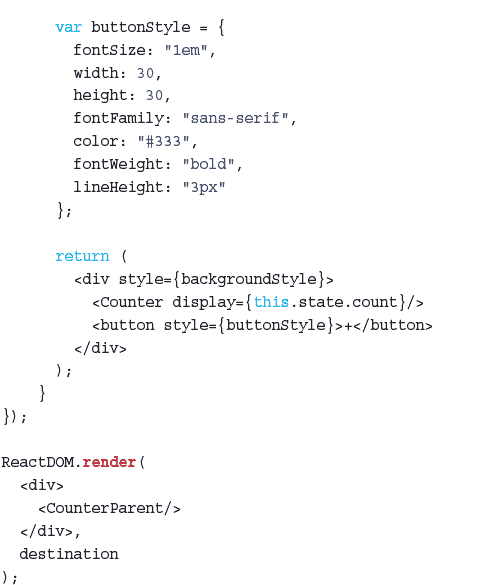 var buttonStyle = {
fontSize: "1em",
width: 30,
height: 30,
fontFamily: "sans-serif",
color: "#333",
fontWeight: "bold",
lineHeight: "3px"
};
return (
<div style={backgroundStyle}>
<Counter display={this.state.count}/>
<button style={buttonStyle}>+</button>
</div>
);
}
});
ReactDOM.render(
<div>
<CounterParent/>
</div>,
destination
);